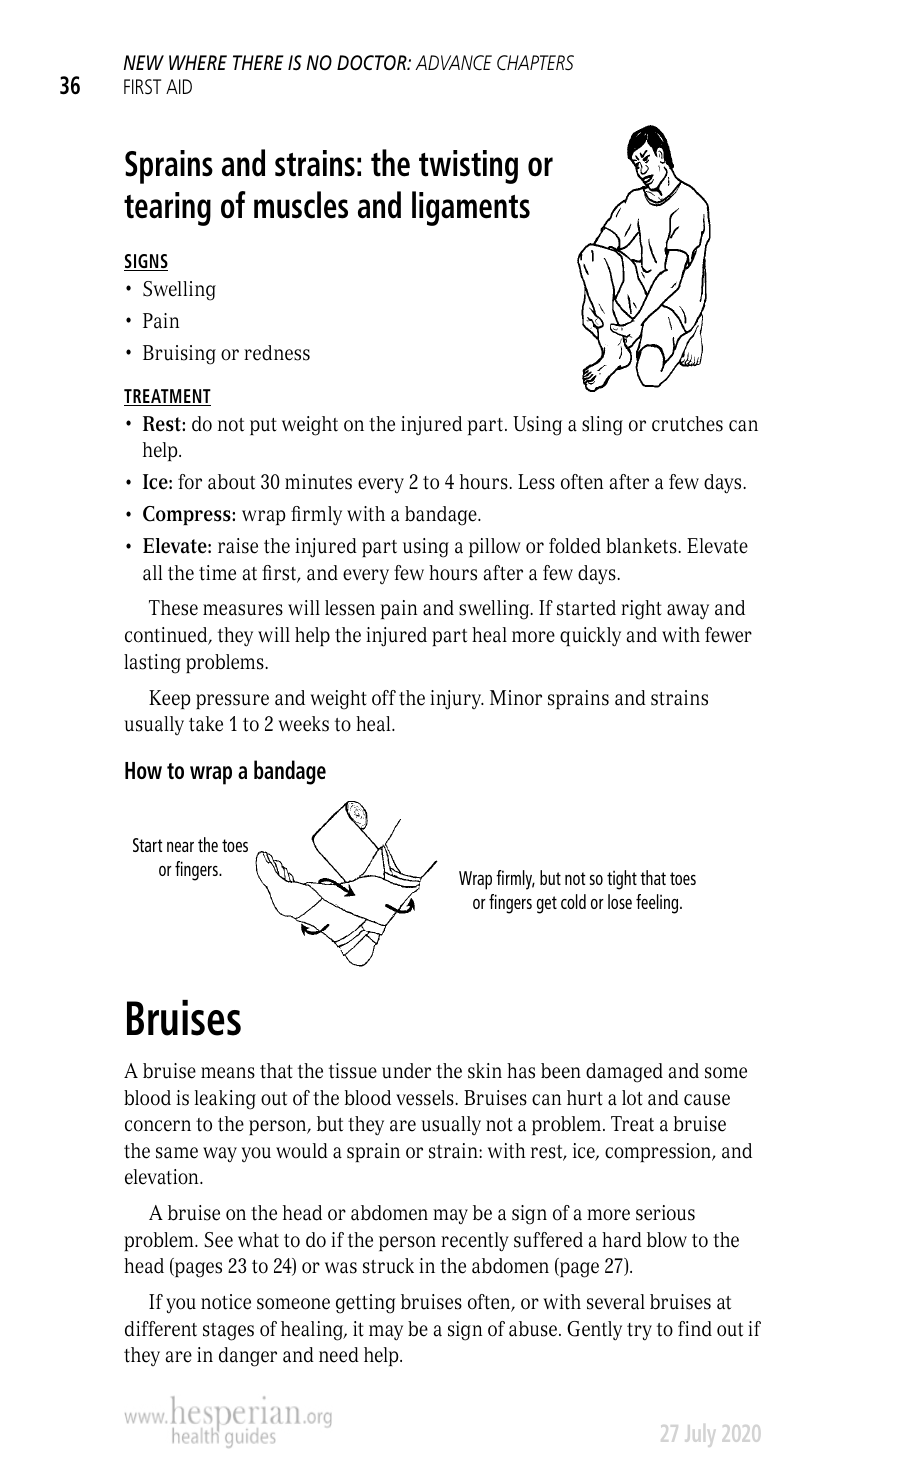 NEW WHERE THERE IS NO DOCTOR: ADVANCE CHAPTERS
36 FIRST AID
Sprains and strains: the twisting or
tearing of muscles and ligaments
SIGNS
• Swelling
• Pain
• Bruising or redness
TREATMENT
• Rest: do not put weight on the injured part. Using a sling or crutches can
help.
• Ice: for about 30 minutes every 2 to 4 hours. Less often after a few days.
• Compress: wrap firmly with a bandage.
• Elevate: raise the injured part using a pillow or folded blankets. Elevate
all the time at first, and every few hours after a few days.
These measures will lessen pain and swelling. If started right away and
continued, they will help the injured part heal more quickly and with fewer
lasting problems.
Keep pressure and weight off the injury. Minor sprains and strains
usually take 1 to 2 weeks to heal.
How to wrap a bandage
Start near the toes
or fingers.
Wrap firmly, but not so tight that toes
or fingers get cold or lose feeling.
Bruises
A bruise means that the tissue under the skin has been damaged and some
blood is leaking out of the blood vessels. Bruises can hurt a lot and cause
concern to the person, but they are usually not a problem. Treat a bruise
the same way you would a sprain or strain: with rest, ice, compression, and
elevation.
A bruise on the head or abdomen may be a sign of a more serious
problem. See what to do if the person recently suffered a hard blow to the
head (pages 23 to 24) or was struck in the abdomen (page 27).
If you notice someone getting bruises often, or with several bruises at
different stages of healing, it may be a sign of abuse. Gently try to find out if
they are in danger and need help.
www.hesperian.org
health guides
27 July 2020